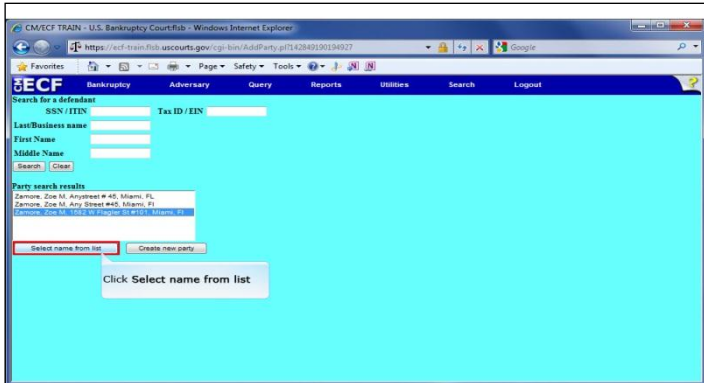 CM/ECF TRAIN - U.S. Bankruptcy Court:flsb - Windows Internet Explorer
https://ecf-train.flsb.uscourts.gov/cgi-bin/AddParty.pl?142849190194927
Google
Favorites Page Safety Tools
ECF Bankruptcy Adversary Query Reports Utilities Search Logout ?
Search for a defendant
SSN / ITIN Tax ID / EIN
Last/Business name
First Name
Middle Name
Search Clear
Party search results
Zamore, Zoe M, Anystreet # 45, Miami, FL
Zamore, Zoe M, Any Street #45, Miami, Fl
Zamore, Zoe M, 1582 W Flagler St #101, Miami, Fl
Select name from list Create new party
Click Select name from list